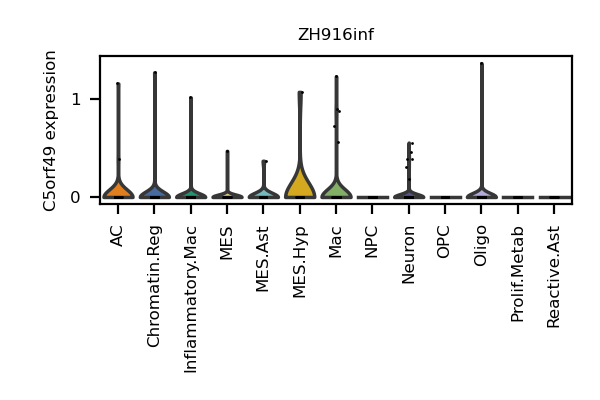 ZH916inf
C5orf49 expression
1
0
AC
Chromatin.Reg
Inflammatory.Mac
MES
MES.Ast
MES.Hyp
Mac
NPC
Neuron
OPC
Oligo
Prolif.Metab
Reactive.Ast